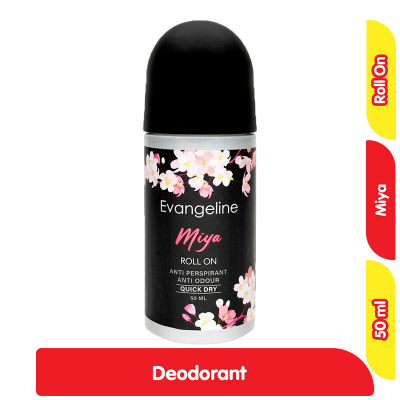 Evangeline
Miya
ROLL ON
ANTI PERSPIRANT
ANTI ODOUR
QUICK DRY
50 ML
Roll On
Miya
50 ml
Deodorant